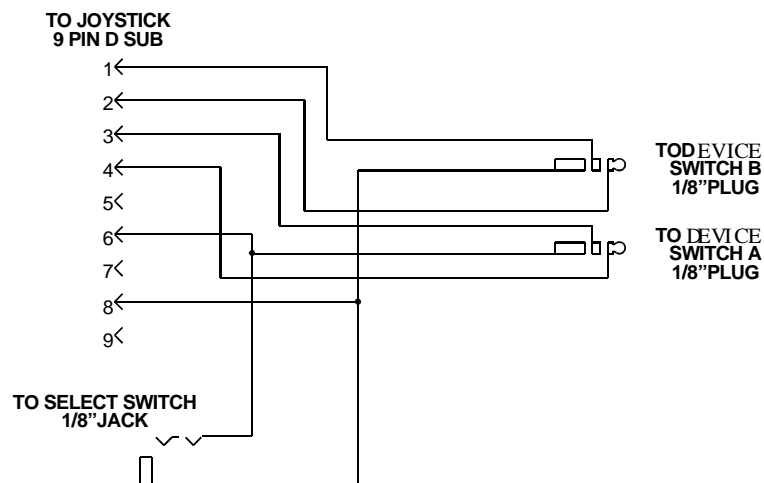 TO JOYSTICK
9 PIN D SUB
1
2
3
4
5
6
7
8
9
TODEVICE
SWITCH B
1/8”PLUG
TO DEVICE
SWITCH A
1/8”PLUG
TO SELECT SWITCH
1/8”JACK